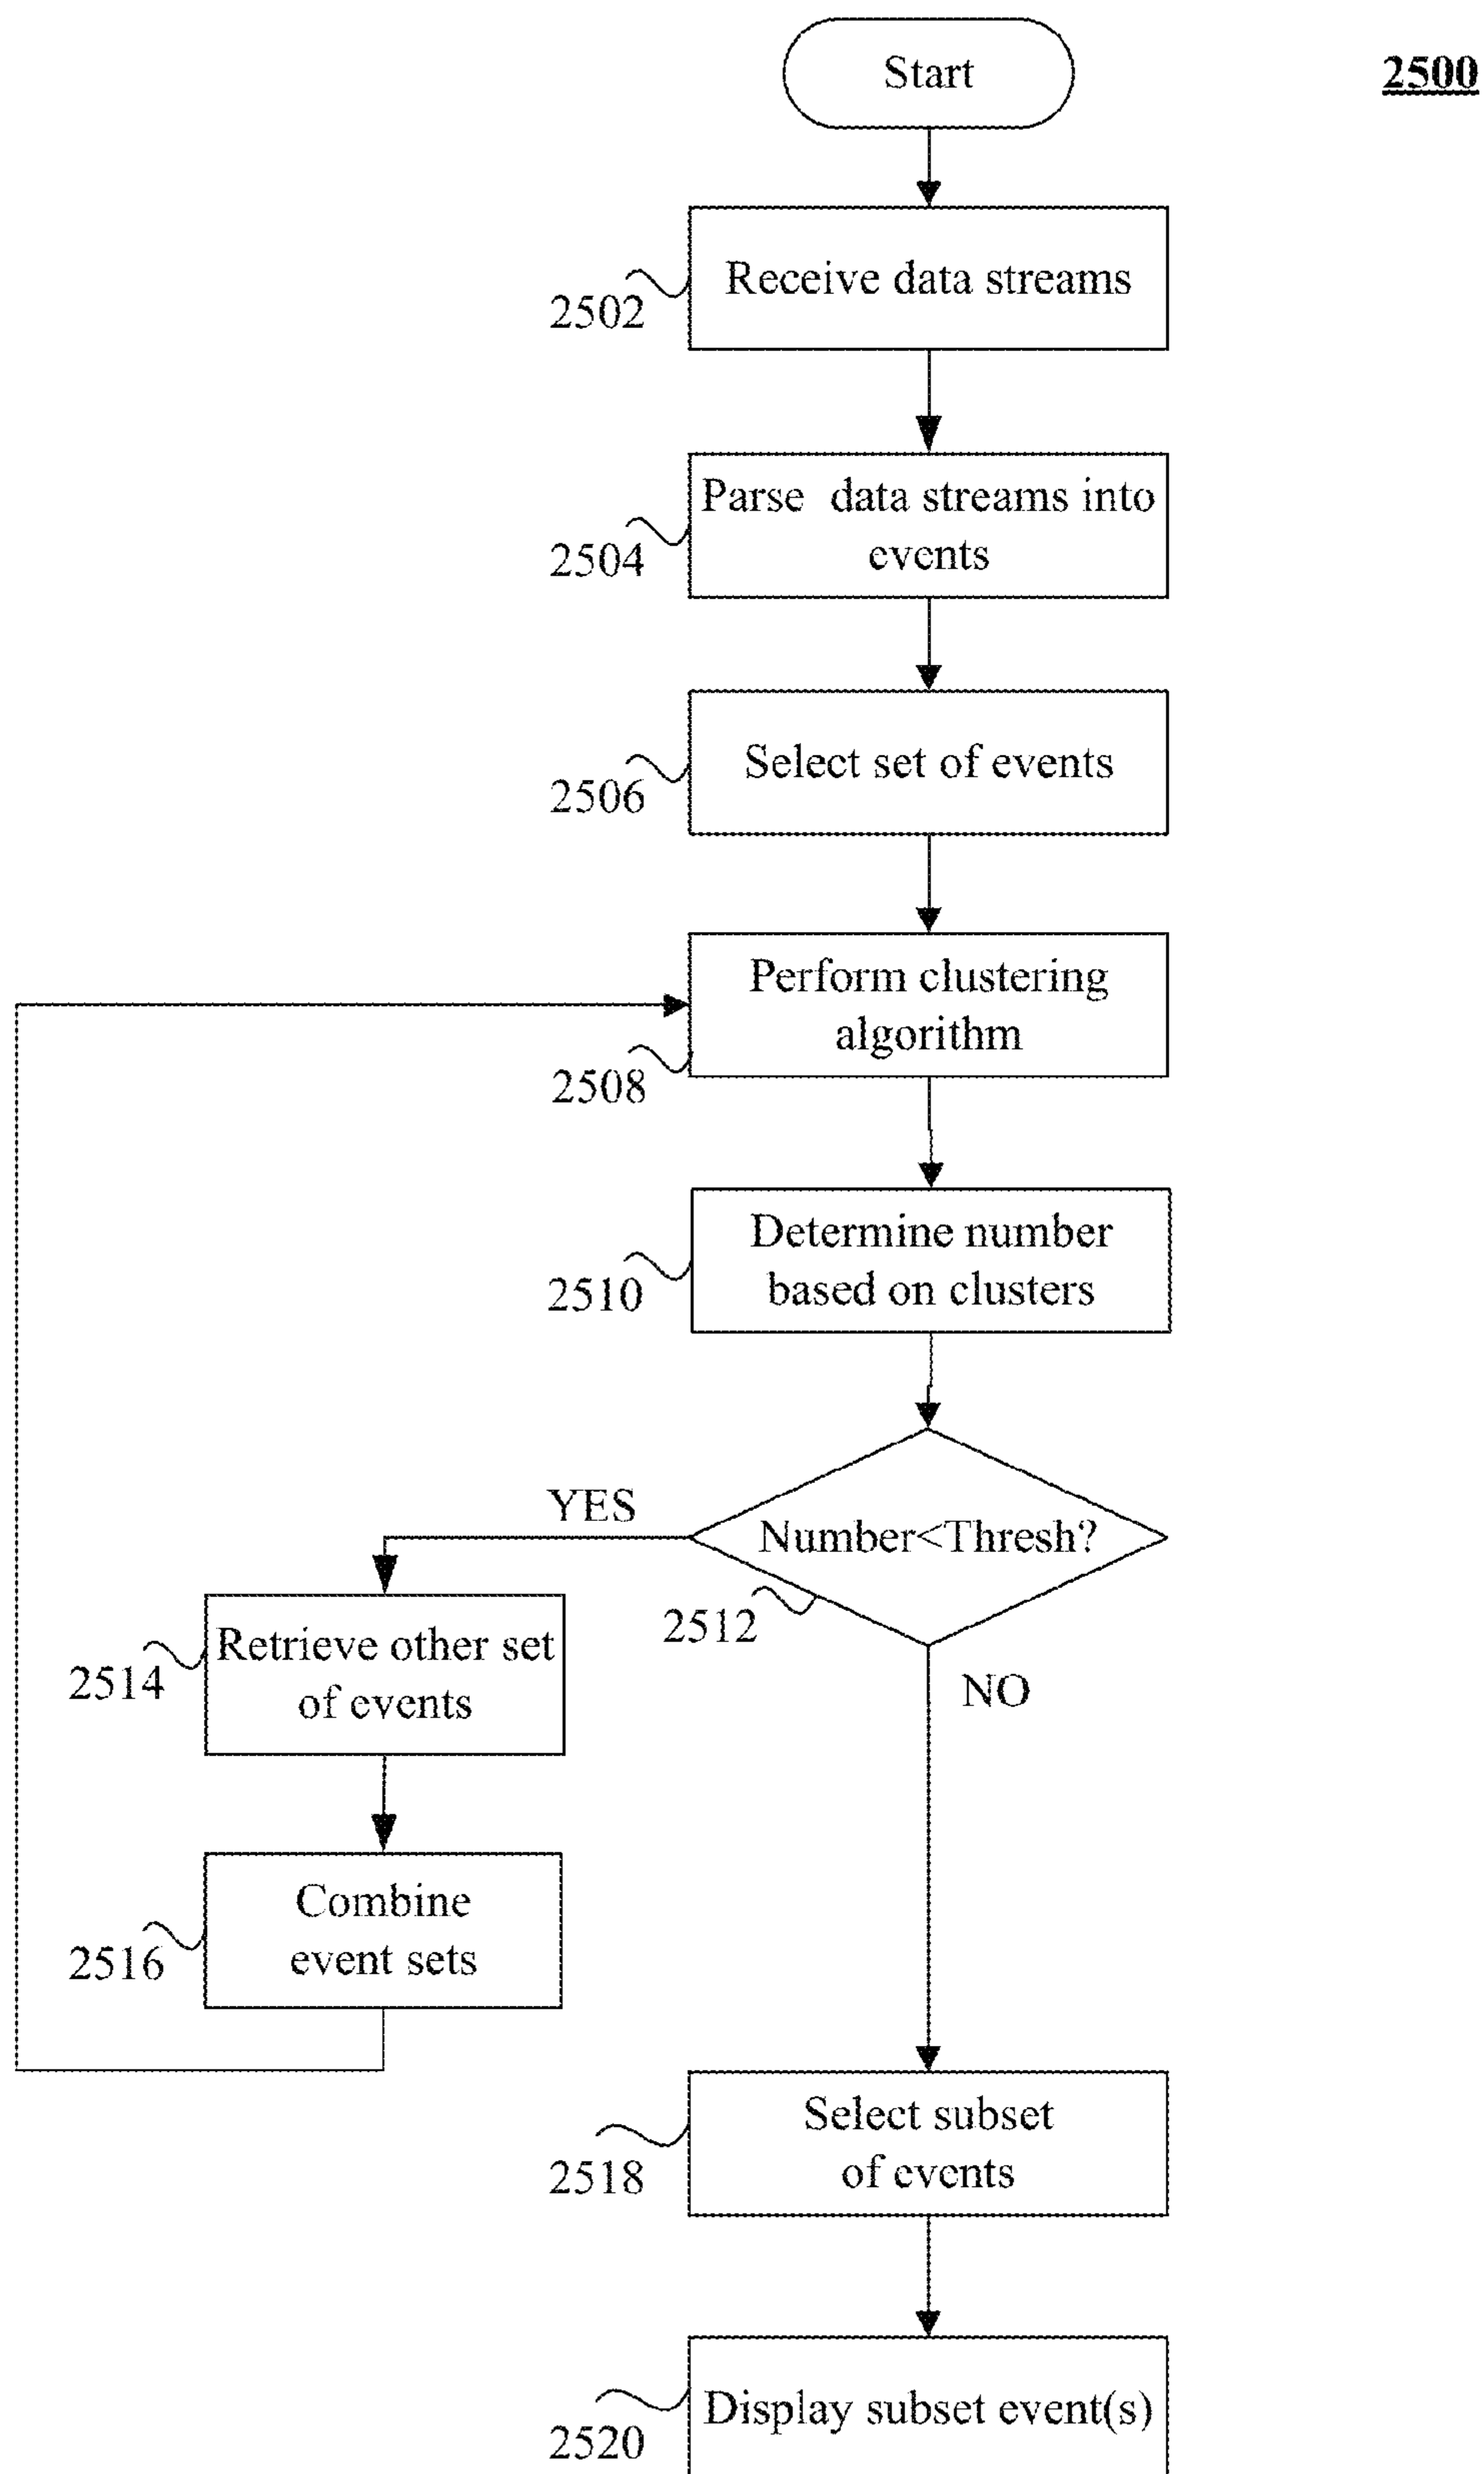 Start
2500
Receive data streams
2502
Parse data streams into
events
2504
Select set of events
2506
Perform clustering
algorithm
2508
Determine number
based on clusters
2510
YES
Number<Thresh?
2512
NO
Retrieve other set
of events
2514
Combine
event sets
2516
Select subset
of events
2518
Display subset event(s)
2520